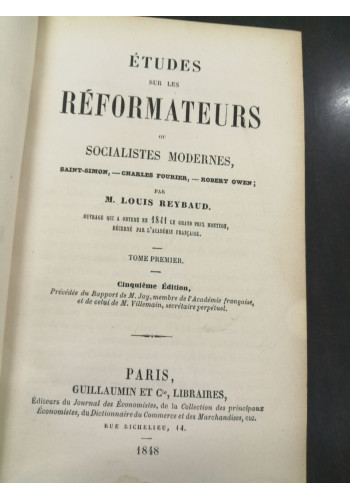 ÉTUDES
SUR LES
RÉFORMATEURS
OU
SOCIALISTES MODERNES,
SAINT-SIMON, — CHARLES FOURIER, — ROBERT OWEN;
PAR
M. LOUIS REYBAUD.
OUVRAGE QUI A OBTENU EN 1841 LE GRAND PRIX MONTYON,
DÉCERNÉ PAR L'ACADÉMIE FRANÇAISE.
TOME PREMIER.
Cinquième Édition,
Précédée du Rapport de M. Jay, membre de l'Académie française,
et de celui de M. Villemain, secrétaire perpétuel.
PARIS,
GUILLAUMIN ET Cie, LIBRAIRES,
Éditeurs du Journal des Économistes, de la Collection des principaux
Économistes, du Dictionnaire du Commerce et des Marchandises, etc.
RUE RICHELIEU, 14.
1848